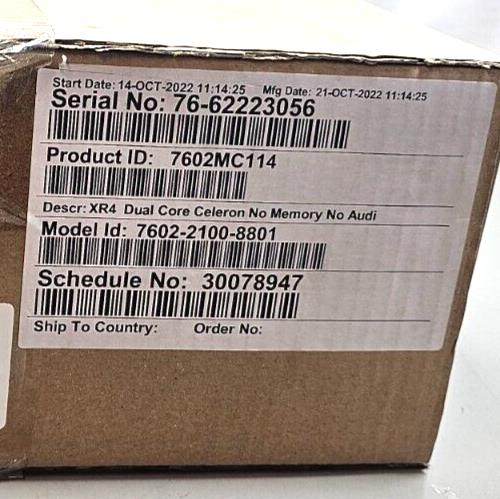 Start Date: 14-OCT-2022 11:14:25 Mfg Date: 21-OCT-2022 11:14:25
Serial No: 76-62223056
Product ID: 7602MC114
Descr: XR4 Dual Core Celeron No Memory No Audi
Model Id: 7602-2100-8801
Schedule No: 30078947
Ship To Country: Order No: